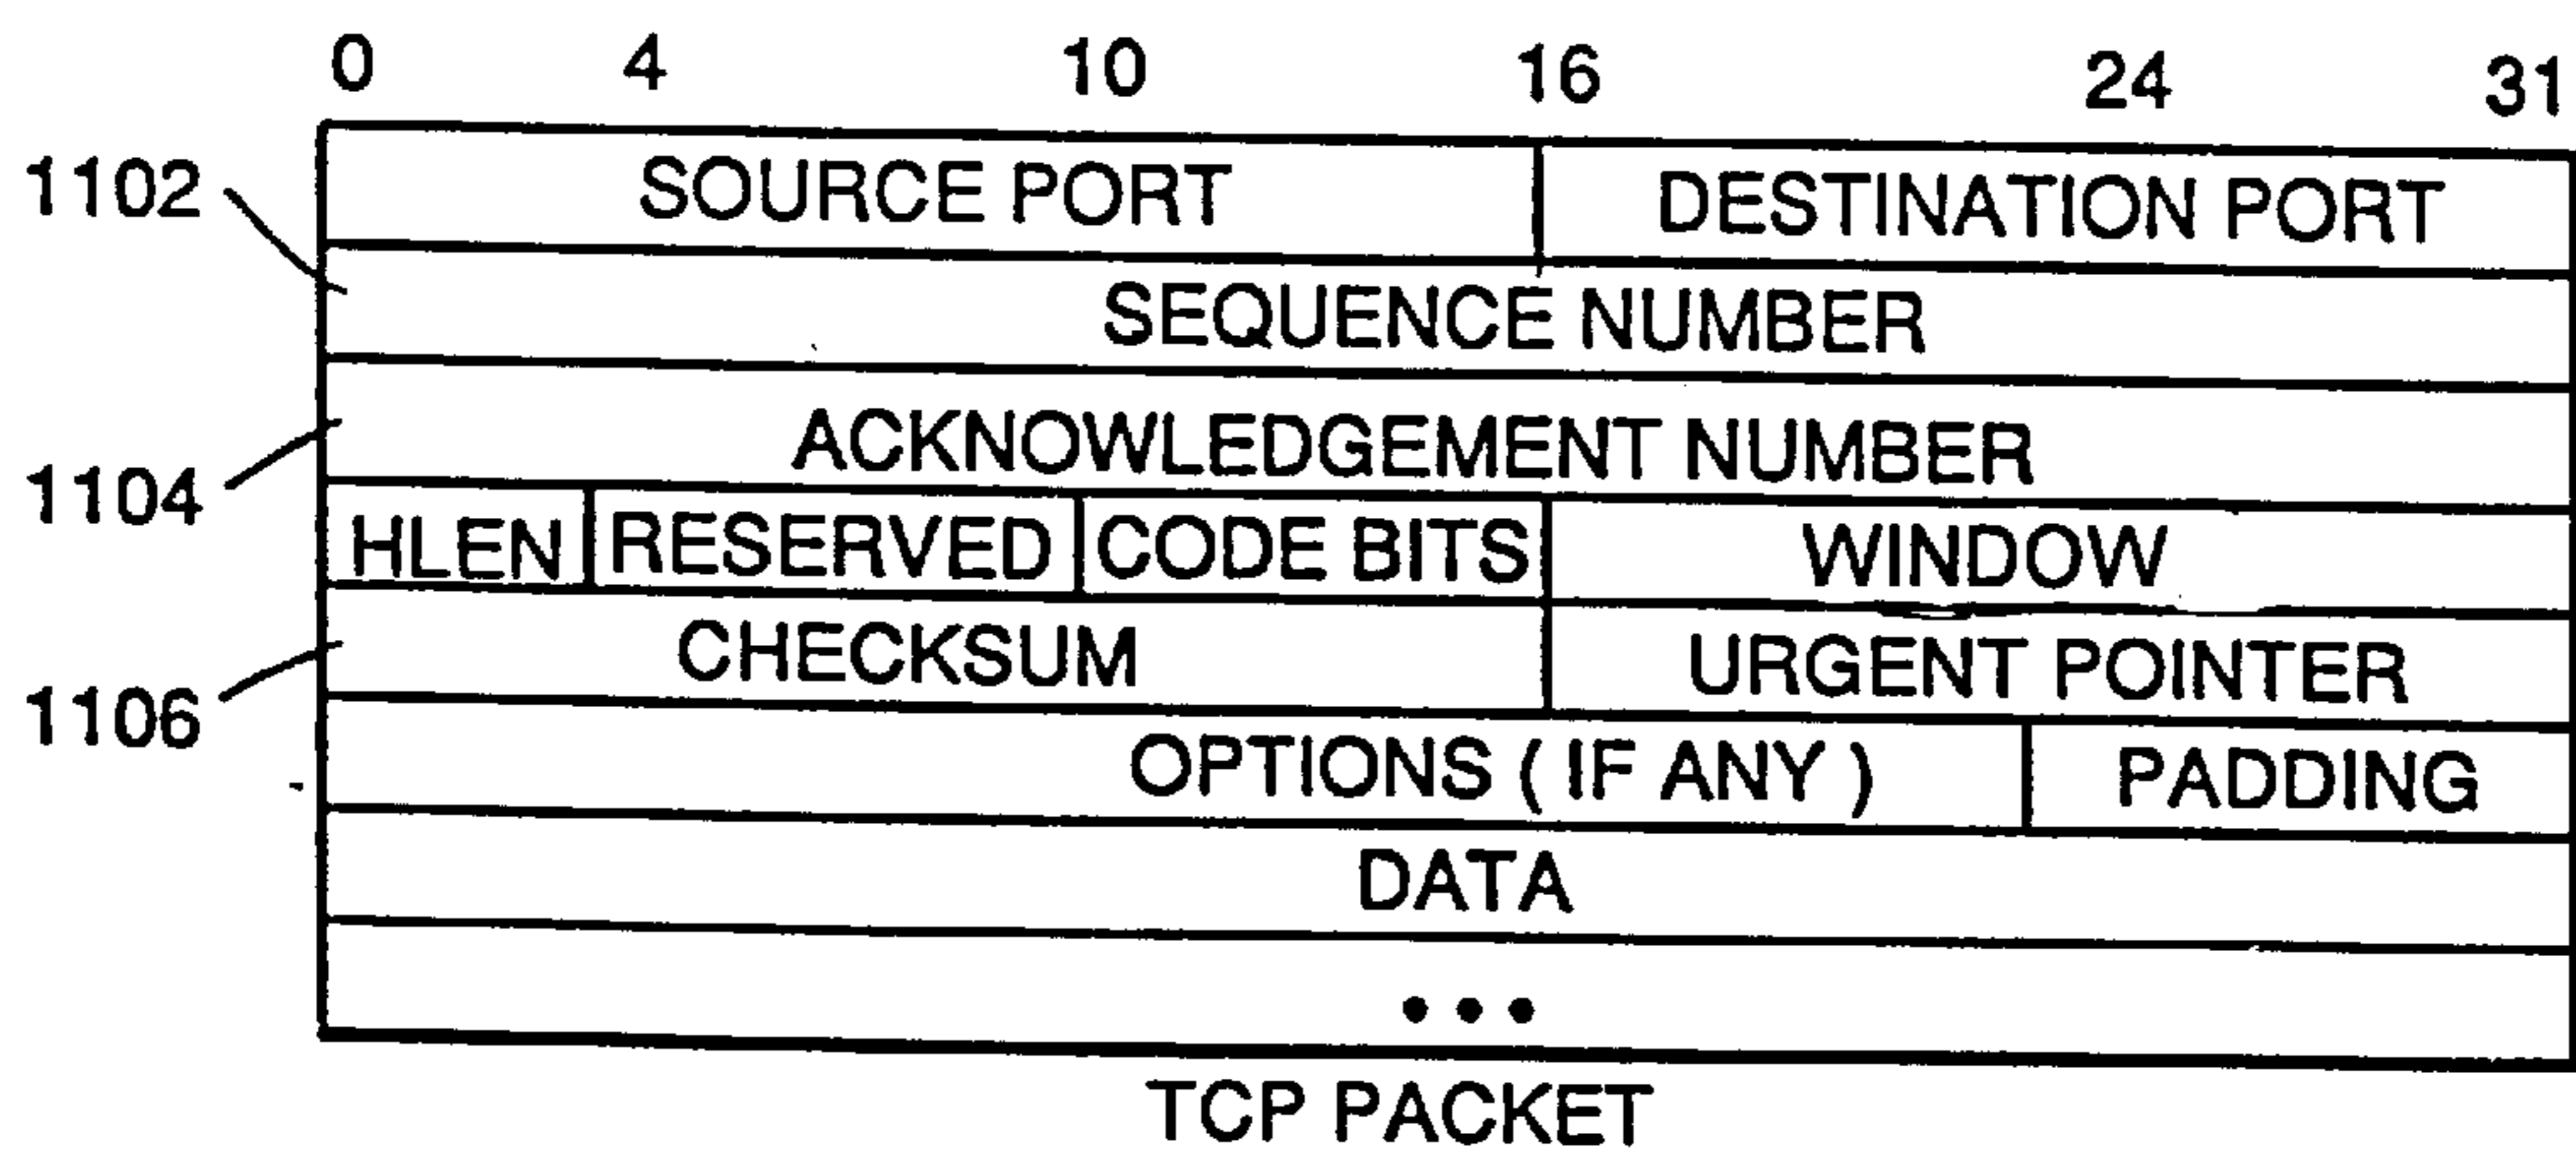 0 4 10 16 24 31
1102 SOURCE PORT DESTINATION PORT
SEQUENCE NUMBER
1104 ACKNOWLEDGEMENT NUMBER
HLEN RESERVED CODE BITS WINDOW
1106 CHECKSUM URGENT POINTER
OPTIONS ( IF ANY ) PADDING
DATA
•••
TCP PACKET